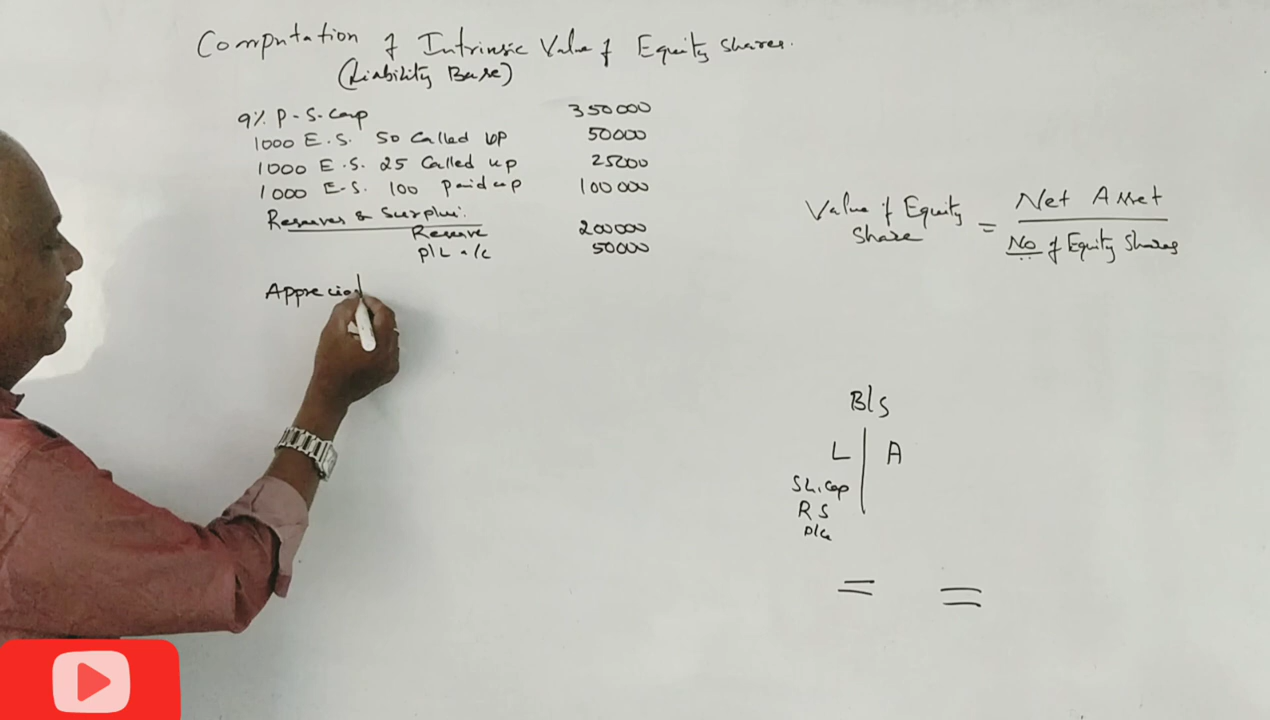 Computation of Intrinsic Value of Equity Shares.
(Liability Base)
9% P-S-Cap 350000
1000 E.S. 50 Called up 50000
1000 E.S. 25 Called up 25000
1000 E-S. 100 paid up 100000
Reserves & Surplus:
Reserve 200000
P/L a/c 50000
Apprecia
Value of Equity Share = Net Asset
No of Equity Shares
B/S
L A
Sh.Cap
R S